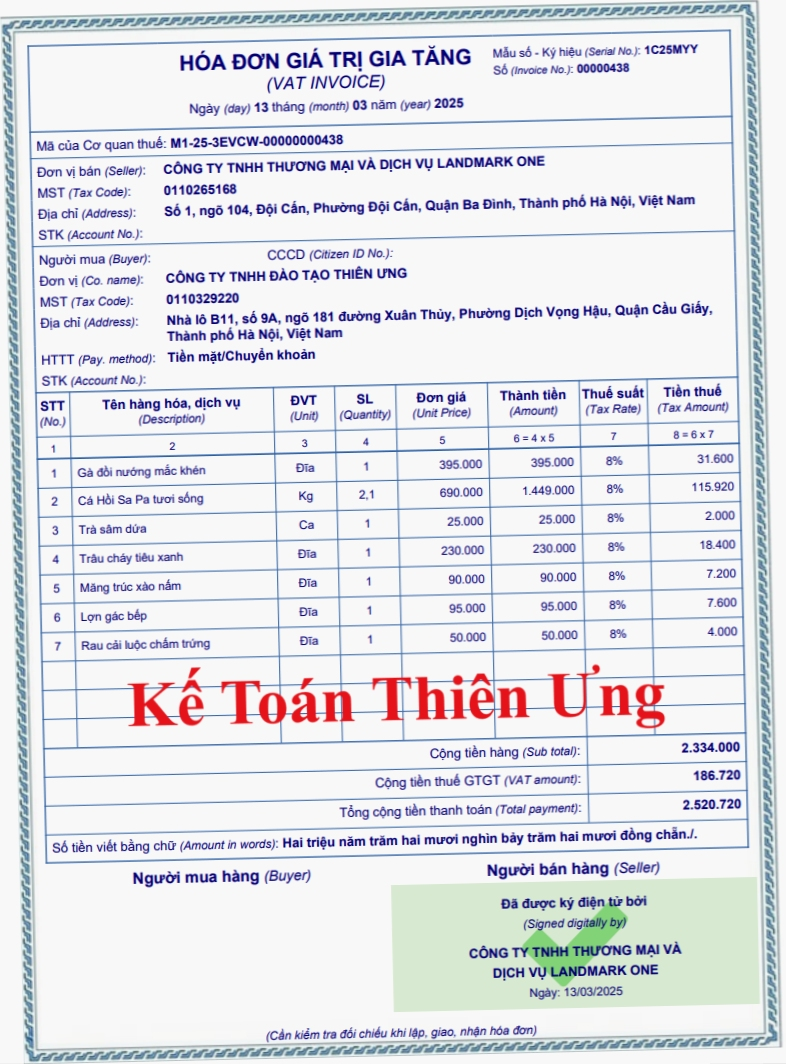 HÓA ĐƠN GIÁ TRỊ GIA TĂNG
(VAT INVOICE)
Ngày (day) 13 tháng (month) 03 năm (year) 2025
Mẫu số - Ký hiệu (Serial No.): 1C25MYY
Số (Invoice No.): 00000438
Mã của Cơ quan thuế: M1-25-3EVCW-00000000438
Đơn vị bán (Seller): CÔNG TY TNHH THƯƠNG MẠI VÀ DỊCH VỤ LANDMARK ONE
MST (Tax Code): 0110265168
Địa chỉ (Address): Số 1, ngõ 104, Đội Cấn, Phường Đội Cấn, Quận Ba Đình, Thành phố Hà Nội, Việt Nam
STK (Account No.):
Người mua (Buyer): CCCD (Citizen ID No.):
Đơn vị (Co. name): CÔNG TY TNHH ĐÀO TẠO THIÊN ƯNG
MST (Tax Code): 0110329220
Địa chỉ (Address): Nhà lô B11, số 9A, ngõ 181 đường Xuân Thủy, Phường Dịch Vọng Hậu, Quận Cầu Giấy,
Thành phố Hà Nội, Việt Nam
HTTT (Pay. method): Tiền mặt/Chuyển khoản
STK (Account No.):
STT Tên hàng hóa, dịch vụ ĐVT SL Đơn giá Thành tiền Thuế suất Tiền thuế
(No.) (Description) (Unit) (Quantity) (Unit Price) (Amount) (Tax Rate) (Tax Amount)
1 2 3 4 5 6 = 4 x 5 7 8 = 6 x 7
1 Gà đồi nướng mắc khén Đĩa 1 395.000 395.000 8% 31.600
2 Cá Hồi Sa Pa tươi sống Kg 2,1 690.000 1.449.000 8% 115.920
3 Trà sâm dứa Ca 1 25.000 25.000 8% 2.000
4 Trâu cháy tiêu xanh Đĩa 1 230.000 230.000 8% 18.400
5 Măng trúc xào nấm Đĩa 1 90.000 90.000 8% 7.200
6 Lợn gác bếp Đĩa 1 95.000 95.000 8% 7.600
7 Rau cải luộc chấm trứng Đĩa 1 50.000 50.000 8% 4.000
Kế Toán Thiên Ưng
Cộng tiền hàng (Sub total): 2.334.000
Cộng tiền thuế GTGT (VAT amount): 186.720
Tổng cộng tiền thanh toán (Total payment): 2.520.720
Số tiền viết bằng chữ (Amount in words): Hai triệu năm trăm hai mươi nghìn bảy trăm hai mươi đồng chẵn./.
Người mua hàng (Buyer) Người bán hàng (Seller)
Đã được ký điện tử bởi
(Signed digitally by)
CÔNG TY TNHH THƯƠNG MẠI VÀ
DỊCH VỤ LANDMARK ONE
Ngày: 13/03/2025
(Cần kiểm tra đối chiếu khi lập, giao, nhận hóa đơn)